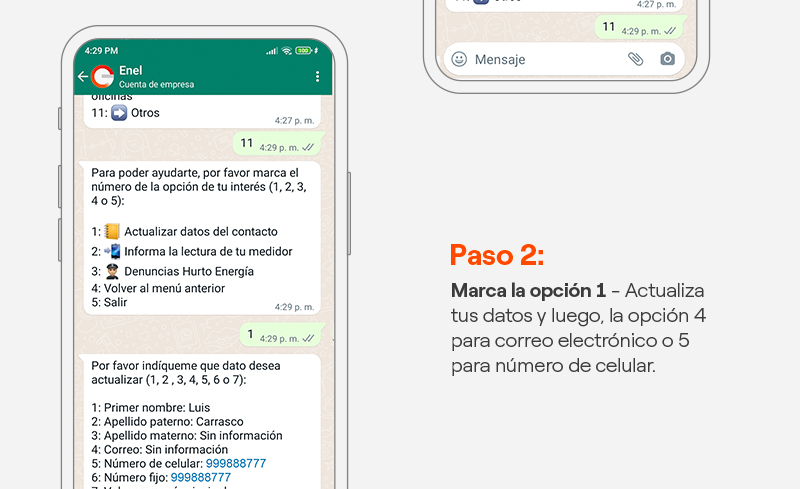 4:29 PM
100
Enel
Cuenta de empresa
oficinas
11: ➡️ Otros
4:27 p. m.
11 4:29 p. m.
Para poder ayudarte, por favor marca el
número de la opción de tu interés (1, 2, 3,
4 o 5):
1: 📒 Actualizar datos del contacto
2: 📲 Informa la lectura de tu medidor
3: 👮 Denuncias Hurto Energía
4: Volver al menú anterior
5: Salir
4:29 p. m.
1 4:29 p. m.
Por favor indíqueme que dato desea
actualizar (1, 2 , 3, 4, 5, 6 o 7):
1: Primer nombre: Luis
2: Apellido paterno: Carrasco
3: Apellido materno: Sin información
4: Correo: Sin información
5: Número de celular: 999888777
6: Número fijo: 999888777
4:27 p. m.
11 4:29 p. m.
Mensaje
Paso 2:
Marca la opción 1 - Actualiza
tus datos y luego, la opción 4
para correo electrónico o 5
para número de celular.